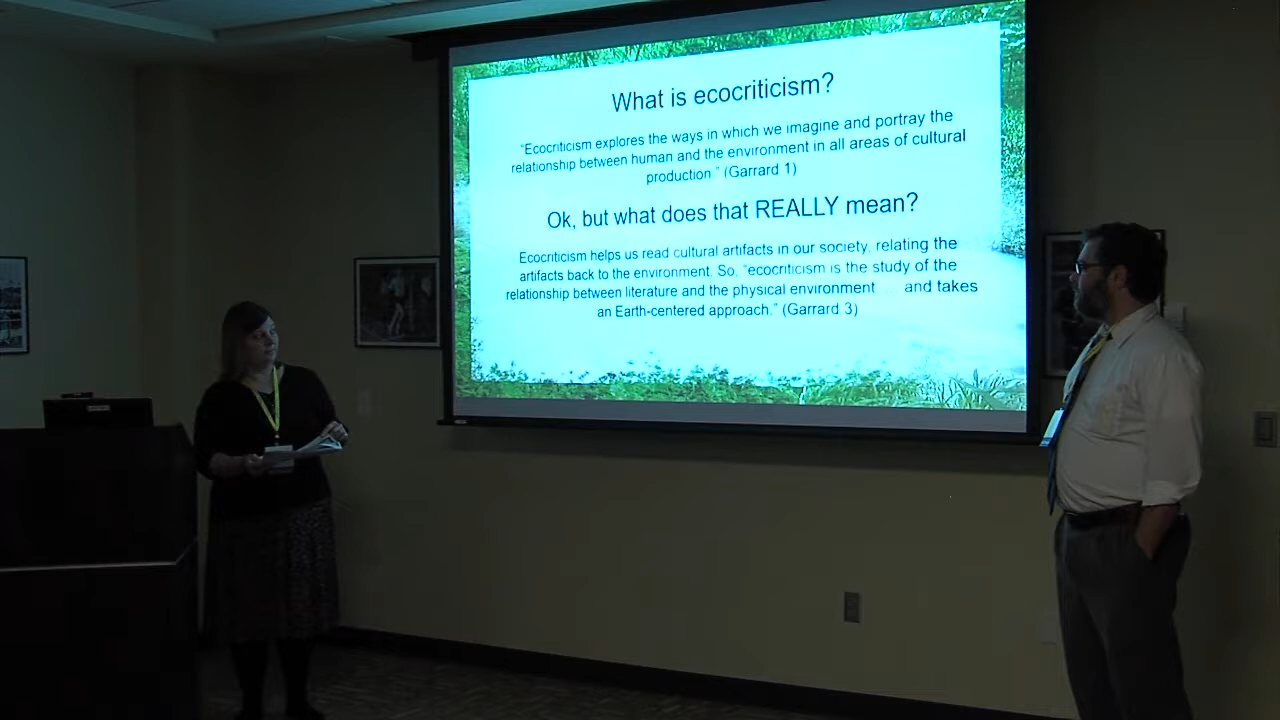 What is ecocriticism?
“Ecocriticism explores the ways in which we imagine and portray the
relationship between human and the environment in all areas of cultural
production.” (Garrard 1)
Ok, but what does that REALLY mean?
Ecocriticism helps us read cultural artifacts in our society, relating the
artifacts back to the environment. So, “ecocriticism is the study of the
relationship between literature and the physical environment . . . and takes
an Earth-centered approach.” (Garrard 3)